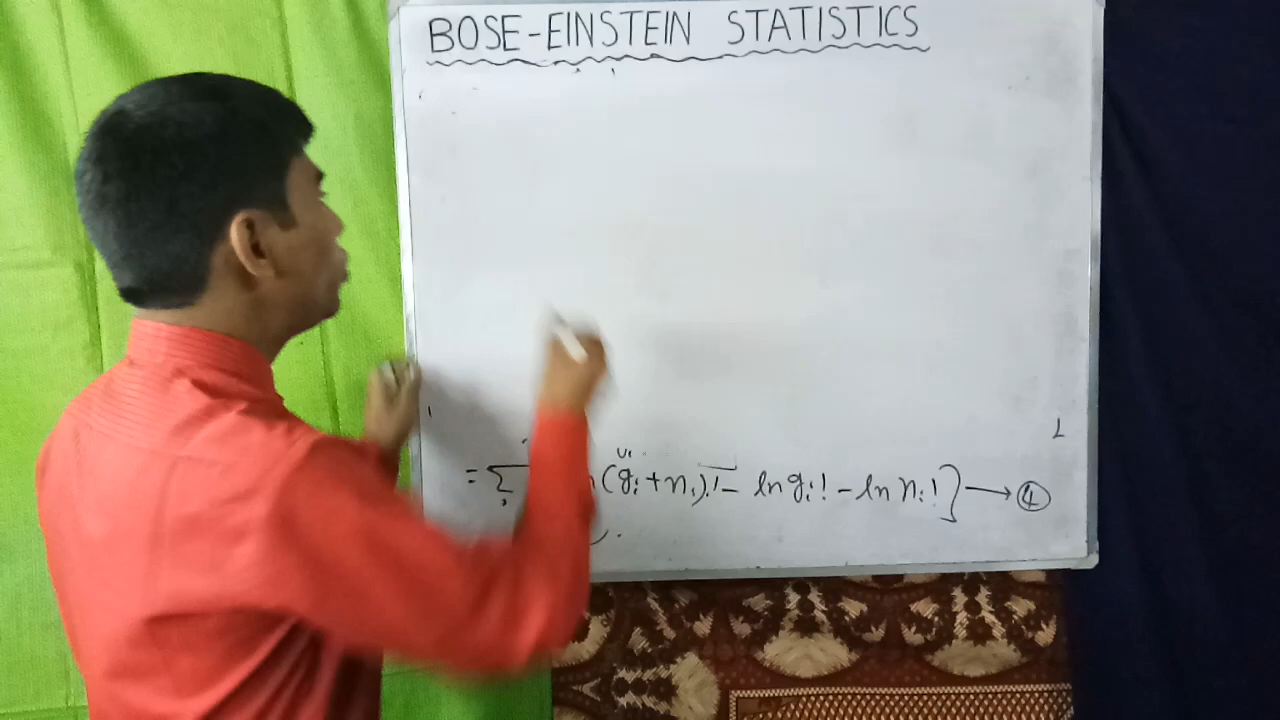 BOSE-EINSTEIN STATISTICS
= Σ i (gi + ni)! - ln gi! - ln ni! ] → ④